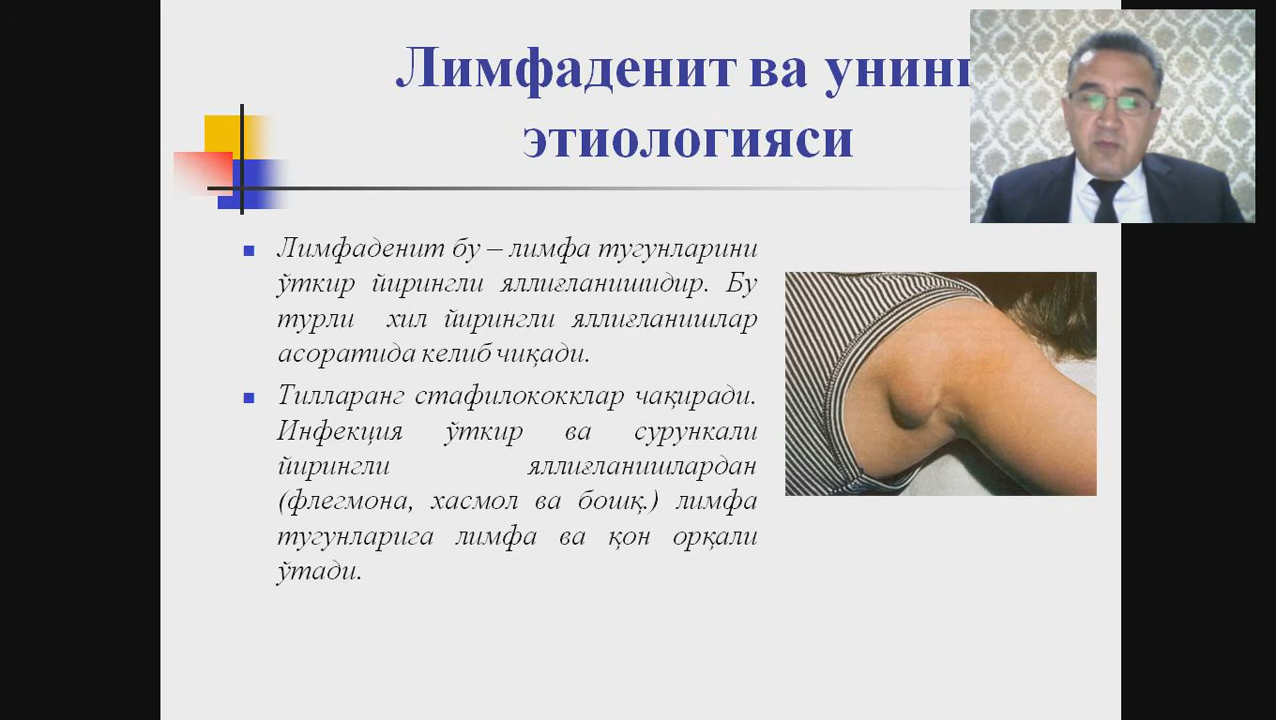 Лимфаденит ва унинг
этиологияси
Лимфаденит бу – лимфа тугунларини
ўткир йирингли яллиғланишидир. Бу
турли хил йирингли яллиғланишлар
асоратида келиб чиқади.
Тилларанг стафилококклар чақиради.
Инфекция ўткир ва сурункали
йирингли яллиғланишлардан
(флегмона, хасмол ва бошқ.) лимфа
тугунларига лимфа ва қон орқали
ўтади.